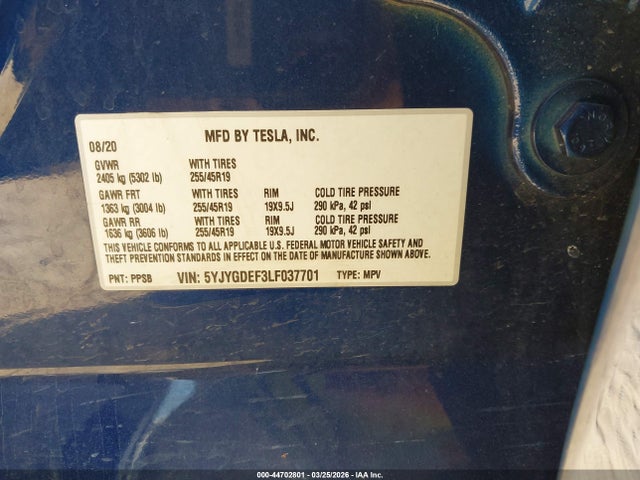 08/20 MFD BY TESLA, INC.
GVWR WITH TIRES
2405 kg (5302 lb) 255/45R19
GAWR FRT WITH TIRES RIM COLD TIRE PRESSURE
1363 kg (3004 lb) 255/45R19 19X9.5J 290 kPa, 42 psi
GAWR RR WITH TIRES RIM COLD TIRE PRESSURE
1636 kg (3606 lb) 255/45R19 19X9.5J 290 kPa, 42 psi
THIS VEHICLE CONFORMS TO ALL APPLICABLE U.S. FEDERAL MOTOR VEHICLE SAFETY AND
THEFT PREVENTION STANDARDS IN EFFECT ON THE DATE OF MANUFACTURE SHOWN ABOVE.
PNT: PPSB VIN: 5YJYGDEF3LF037701 TYPE: MPV
000-44702801 - 03/25/2026 - IAA Inc.